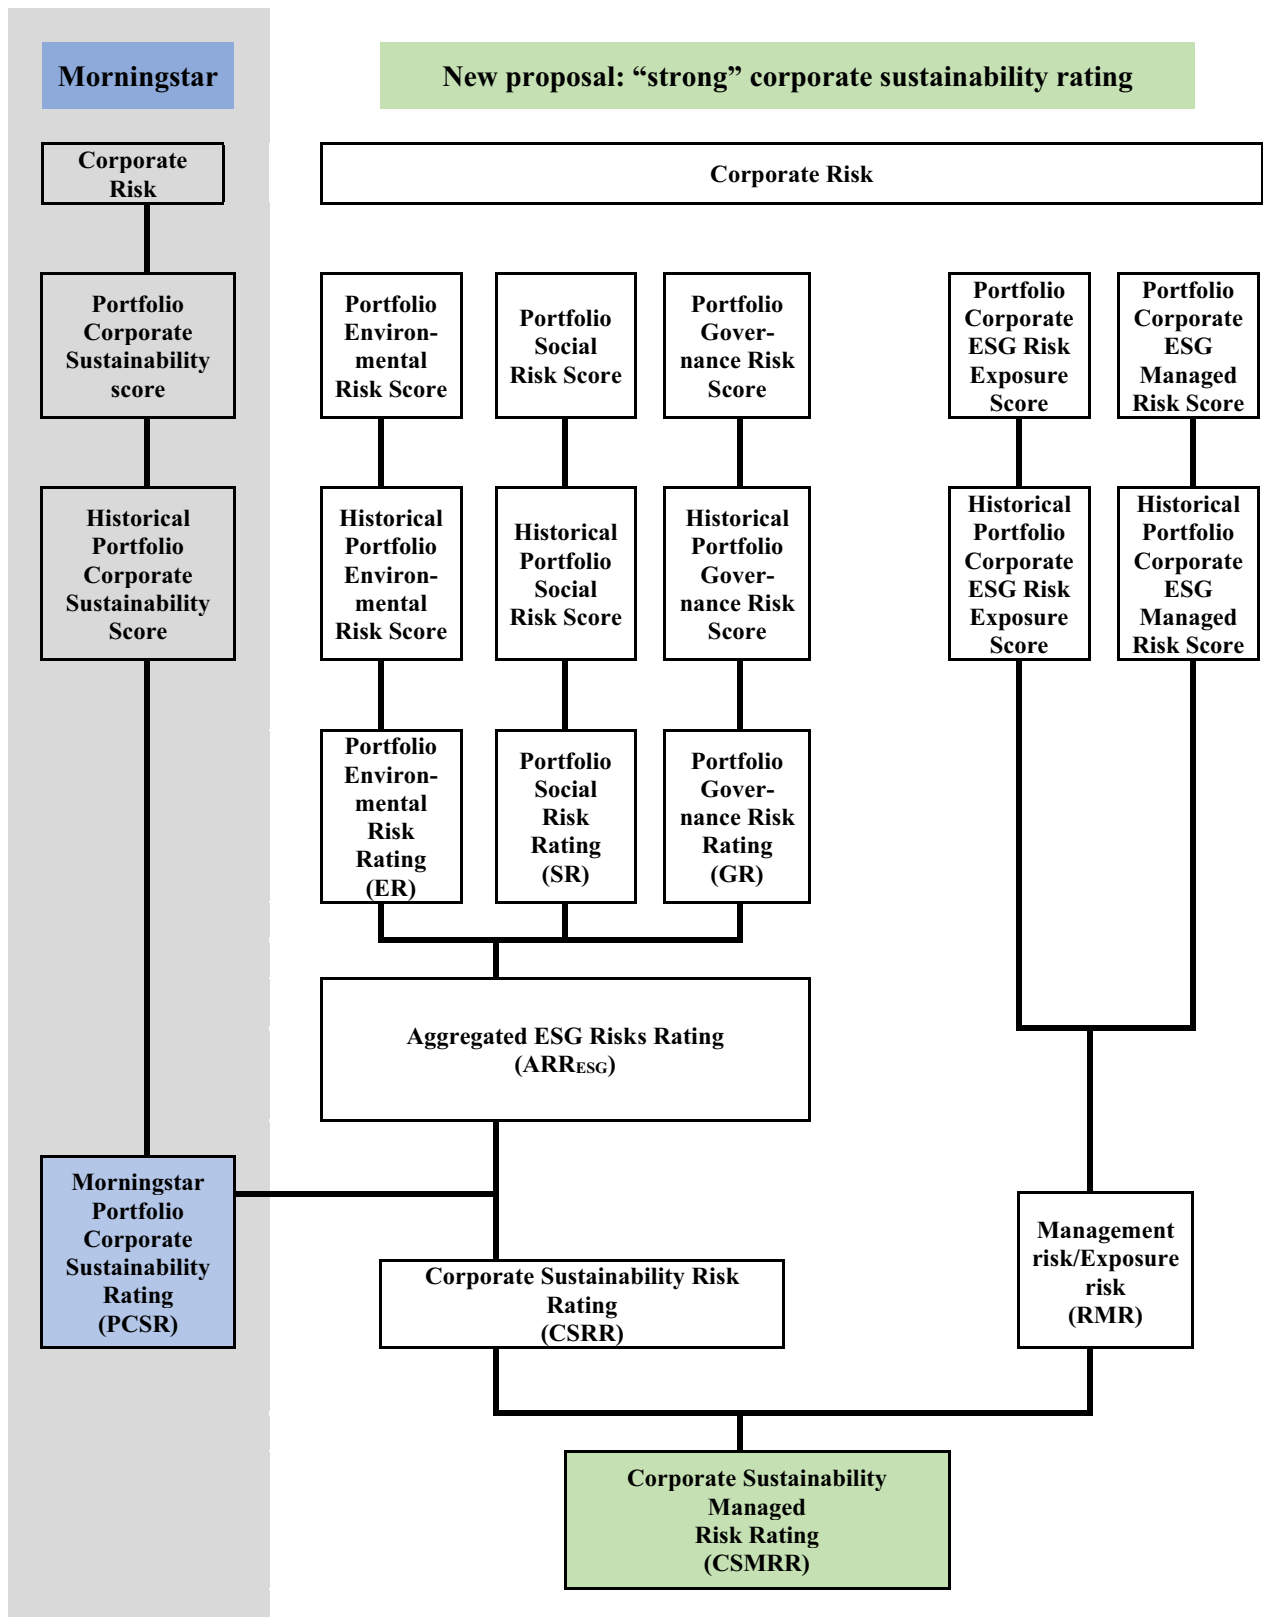 Morningstar
New proposal: “strong” corporate sustainability rating
Corporate
Risk
Corporate Risk
Portfolio
Corporate
Sustainability
score
Portfolio
Environ-
mental
Risk Score
Portfolio
Social
Risk Score
Portfolio
Gover-
nance Risk
Score
Portfolio
Corporate
ESG Risk
Exposure
Score
Portfolio
Corporate
ESG
Managed
Risk Score
Historical
Portfolio
Corporate
Sustainability
Score
Historical
Portfolio
Environ-
mental
Risk Score
Historical
Portfolio
Social
Risk Score
Historical
Portfolio
Gover-
nance Risk
Score
Historical
Portfolio
Corporate
ESG Risk
Exposure
Score
Historical
Portfolio
Corporate
ESG
Managed
Risk Score
Portfolio
Environ-
mental
Risk
Rating
(ER)
Portfolio
Social
Risk
Rating
(SR)
Portfolio
Gover-
nance Risk
Rating
(GR)
Aggregated ESG Risks Rating
(ARRESG)
Morningstar
Portfolio
Corporate
Sustainability
Rating
(PCSR)
Corporate Sustainability Risk
Rating
(CSRR)
Management
risk/Exposure
risk
(RMR)
Corporate Sustainability
Managed
Risk Rating
(CSMRR)